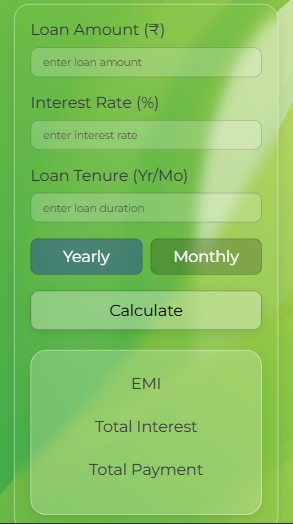 Loan Amount (₹)
enter loan amount
Interest Rate (%)
enter interest rate
Loan Tenure (Yr/Mo)
enter loan duration
Yearly Monthly
Calculate
EMI
Total Interest
Total Payment